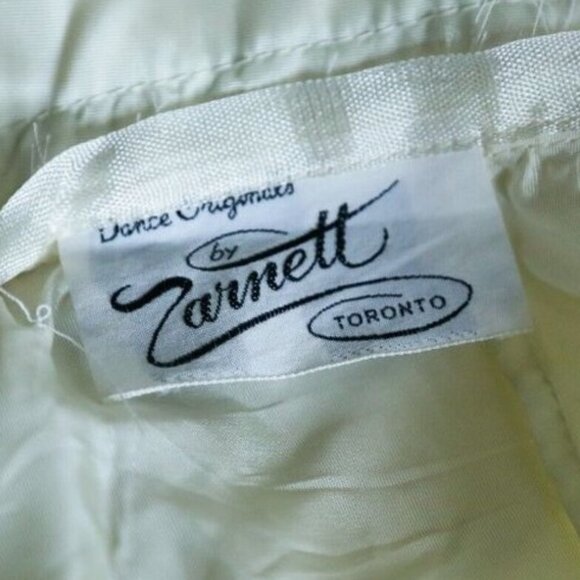 Dance Originals
by
Zarnett
TORONTO